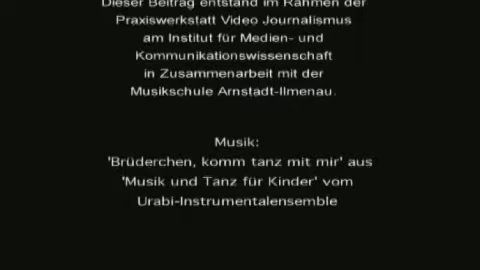 Dieser Beitrag entstand im Rahmen der
Praxiswerkstatt Video Journalismus
am Institut für Medien- und
Kommunikationswissenschaft
in Zusammenarbeit mit der
Musikschule Arnstadt-Ilmenau.
Musik:
'Brüderchen, komm tanz mit mir' aus
'Musik und Tanz für Kinder' vom
Urabi-Instrumentalensemble